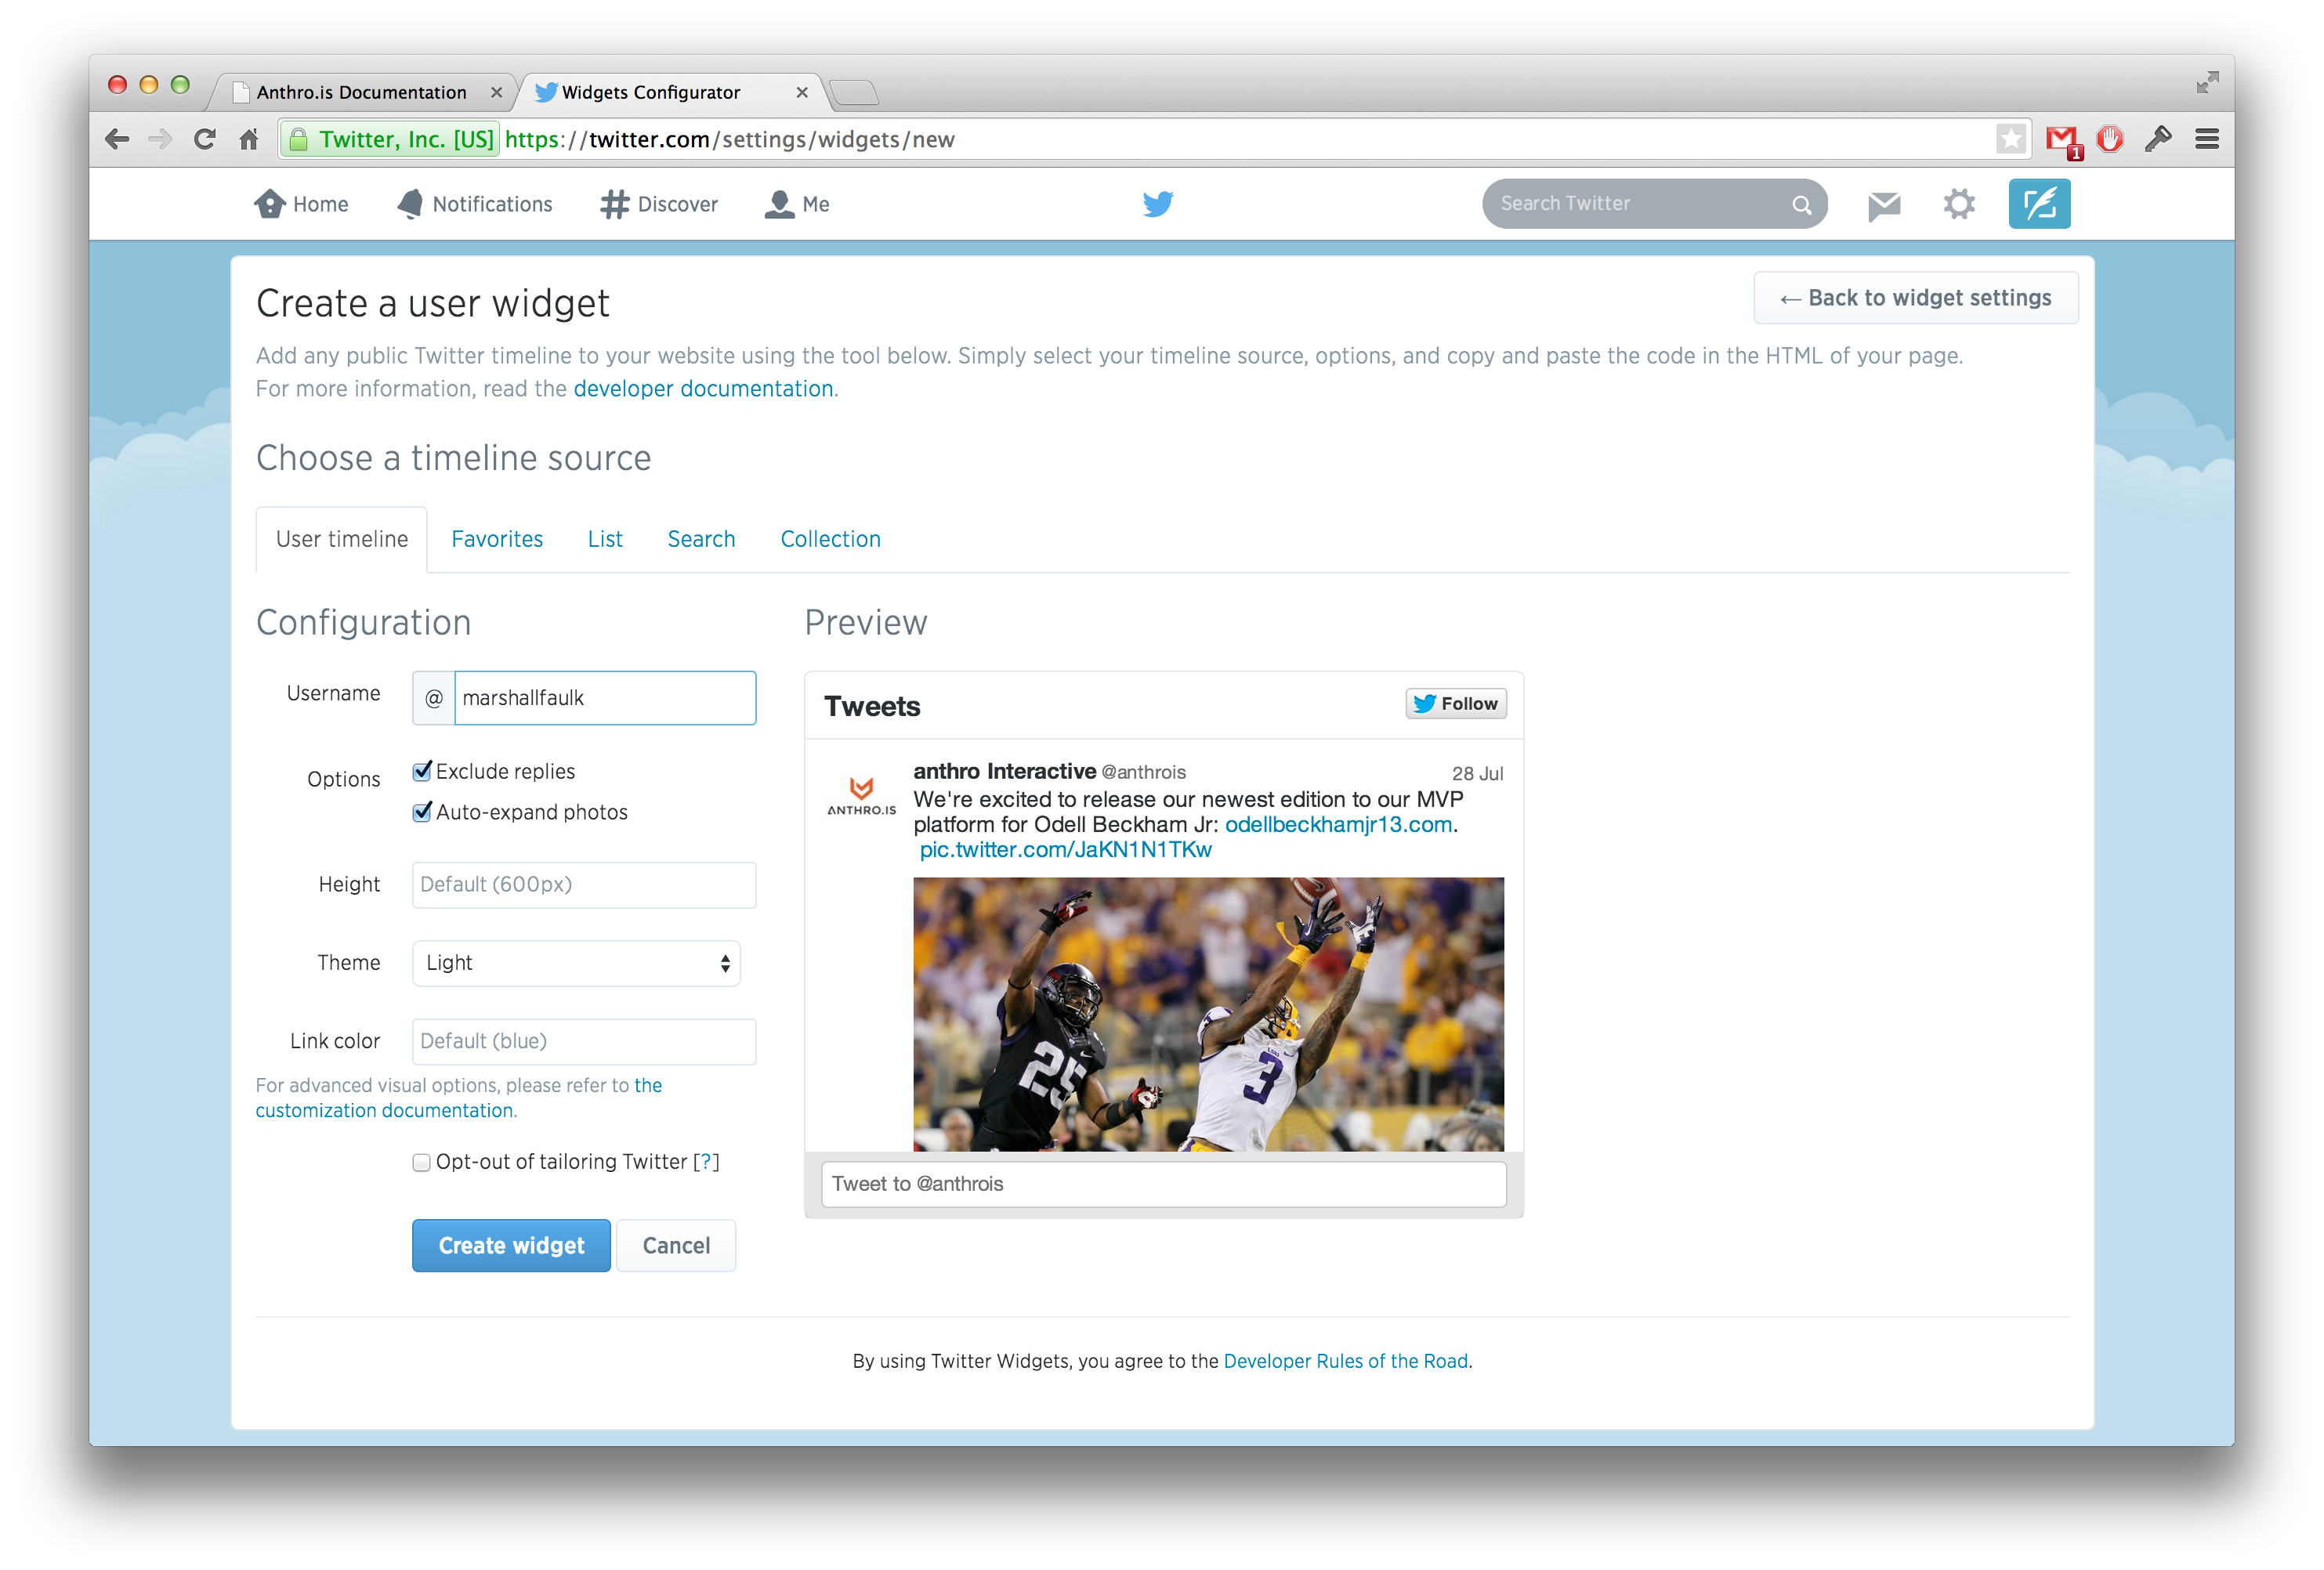 Anthro.is Documentation
Widgets Configurator
Twitter, Inc. [US] https://twitter.com/settings/widgets/new
1
Home
Notifications
Discover
Me
Search Twitter
Create a user widget
← Back to widget settings
Add any public Twitter timeline to your website using the tool below. Simply select your timeline source, options, and copy and paste the code in the HTML of your page.
For more information, read the developer documentation.
Choose a timeline source
User timeline
Favorites
List
Search
Collection
Configuration
Username
@ marshallfaulk
Options
Exclude replies
Auto-expand photos
Height
Default (600px)
Theme
Light
Link color
Default (blue)
For advanced visual options, please refer to the
customization documentation.
Opt-out of tailoring Twitter [?]
Create widget
Cancel
Preview
Tweets
Follow
ANTHRO.IS
anthro Interactive @anthrois 28 Jul
We're excited to release our newest edition to our MVP
platform for Odell Beckham Jr: odellbeckhamjr13.com.
pic.twitter.com/JaKN1N1TKw
25
3
Tweet to @anthrois
By using Twitter Widgets, you agree to the Developer Rules of the Road.